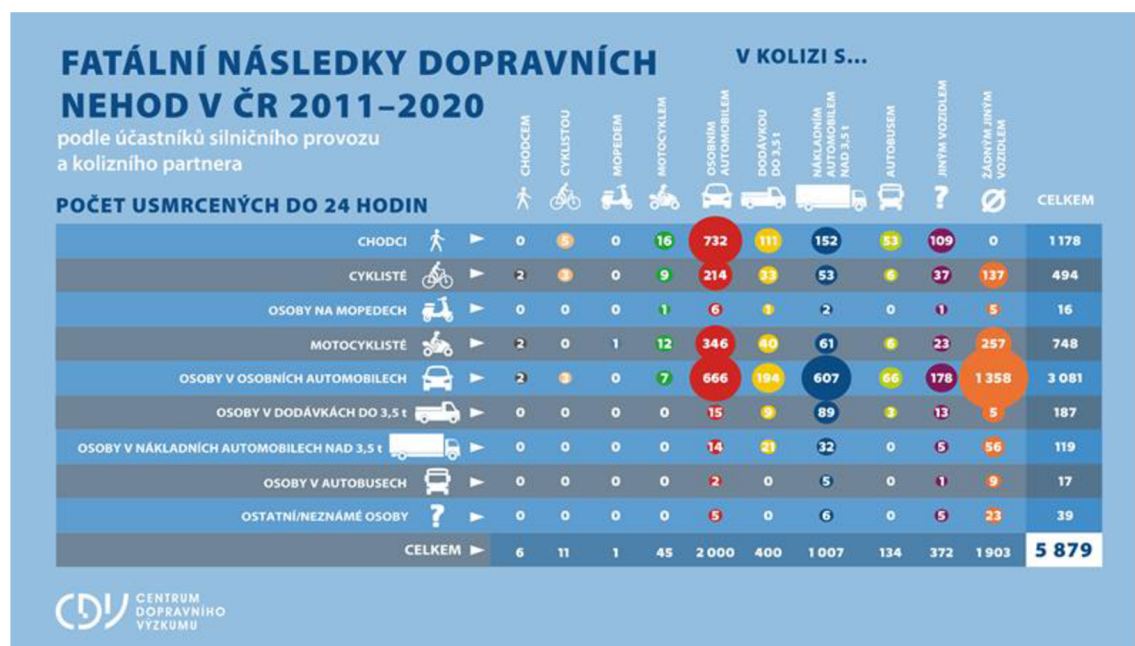 FATÁLNÍ NÁSLEDKY DOPRAVNÍCH
NEHOD V ČR 2011–2020
podle účastníků silničního provozu
a kolizního partnera
POČET USMRCENÝCH DO 24 HODIN
V KOLIZI S...
CHODCEM
CYKLISTOU
MOPEDEM
MOTOCYKLEM
OSOBNÍM
AUTOMOBILEM
DODÁVKOU
DO 3,5 t
NÁKLADNÍM
AUTOMOBILEM
NAD 3,5 t
AUTOBUSEM
JINÝM VOZIDLEM
ŽÁDNÝM JINÝM
VOZIDLEM
? Ø CELKEM
CHODCI 0 5 0 16 732 111 152 53 109 0 1 178
CYKLISTÉ 2 3 0 9 214 33 53 6 37 137 494
OSOBY NA MOPEDECH 0 0 0 1 6 1 2 0 1 5 16
MOTOCYKLISTÉ 2 0 1 12 346 40 61 6 23 257 748
OSOBY V OSOBNÍCH AUTOMOBILECH 2 3 0 7 666 194 607 66 178 1 358 3 081
OSOBY V DODÁVKÁCH DO 3,5 t 0 0 0 0 15 9 89 3 13 5 187
OSOBY V NÁKLADNÍCH AUTOMOBILECH NAD 3,5 t 0 0 0 0 14 21 32 0 5 56 119
OSOBY V AUTOBUSECH 0 0 0 0 2 0 5 0 1 9 17
OSTATNÍ/NEZNÁMÉ OSOBY ? 0 0 0 0 5 0 6 0 5 23 39
CELKEM 6 11 1 45 2 000 400 1 007 134 372 1 903 5 879
CDV CENTRUM
DOPRAVNÍHO
VÝZKUMU